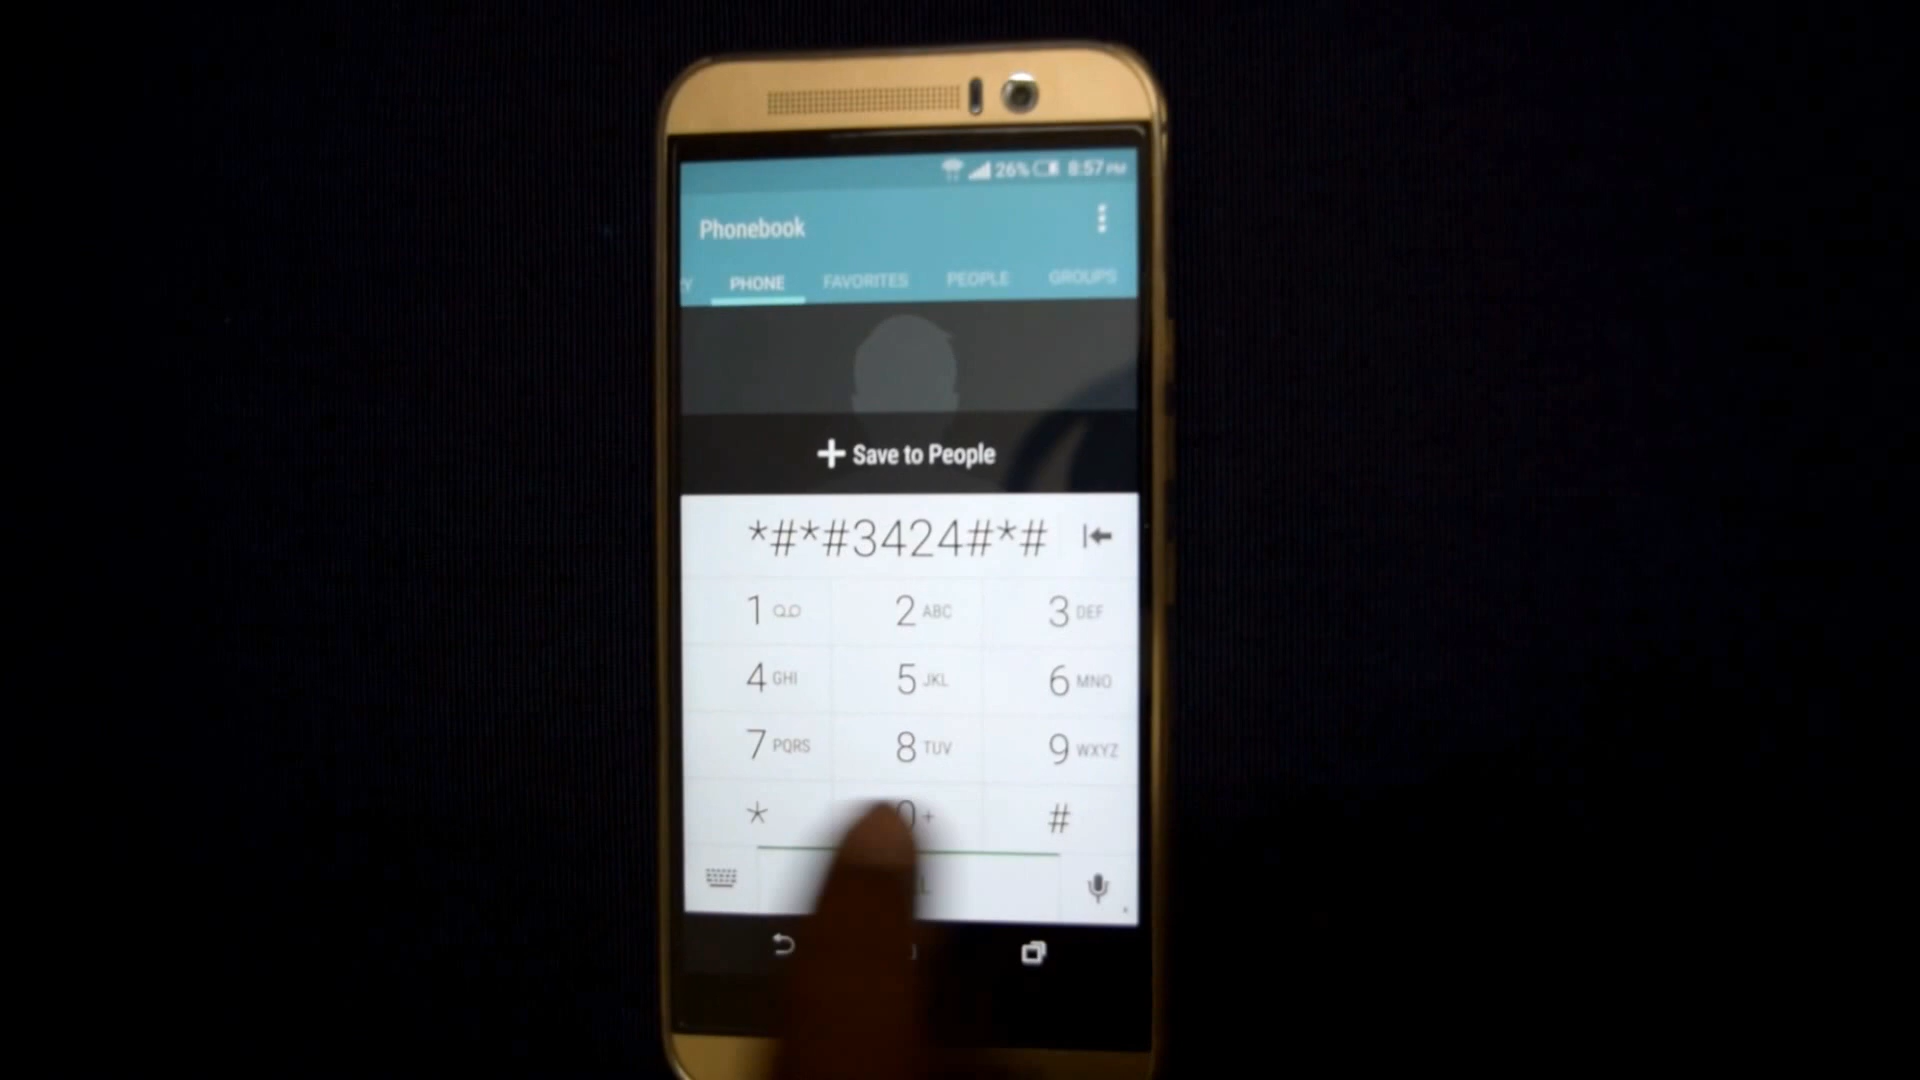 26% 8:57 PM
Phonebook
PHONE FAVORITES PEOPLE GROUPS
+ Save to People
*#*#3424#*#
1 2 ABC 3 DEF
4 GHI 5 JKL 6 MNO
7 PQRS 8 TUV 9 WXYZ
* 0 + #